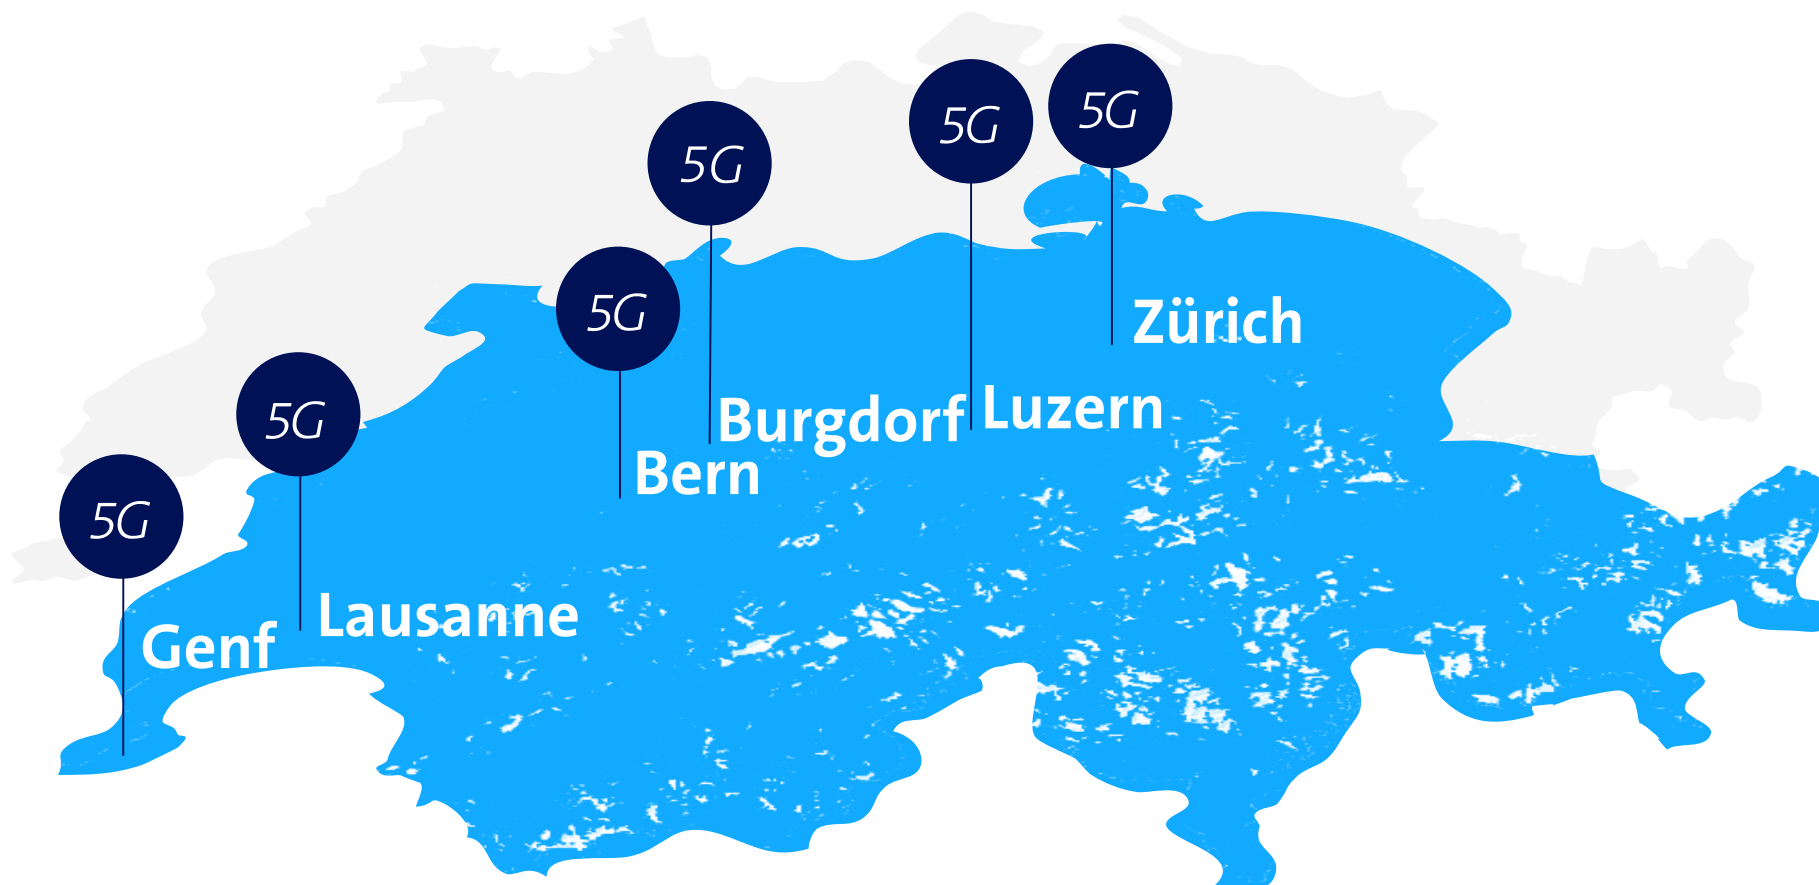 5G
5G
5G
5G
5G
5G
Zürich
Luzern
Burgdorf
Bern
Lausanne
Genf